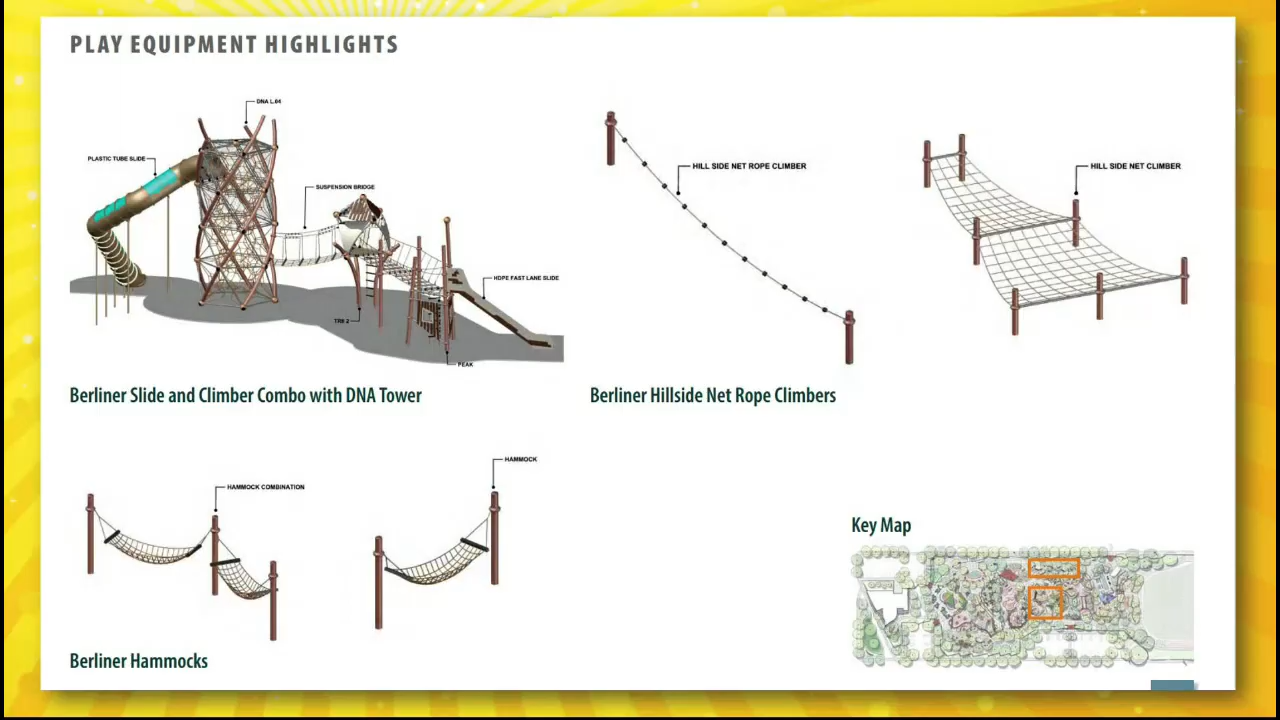 PLAY EQUIPMENT HIGHLIGHTS
DNA L.04
PLASTIC TUBE SLIDE
SUSPENSION BRIDGE
HDPE FAST LANE SLIDE
PEAK
Berliner Slide and Climber Combo with DNA Tower
HILL SIDE NET ROPE CLIMBER
HILL SIDE NET CLIMBER
Berliner Hillside Net Rope Climbers
HAMMOCK COMBINATION
HAMMOCK
Berliner Hammocks
Key Map